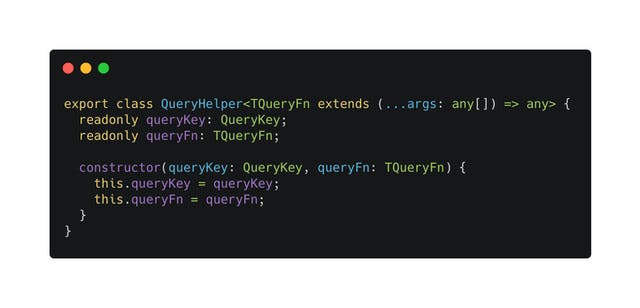 export class QueryHelper<TQueryFn extends (...args: any[]) => any> {
  readonly queryKey: QueryKey;
  readonly queryFn: TQueryFn;

  constructor(queryKey: QueryKey, queryFn: TQueryFn) {
    this.queryKey = queryKey;
    this.queryFn = queryFn;
  }
}